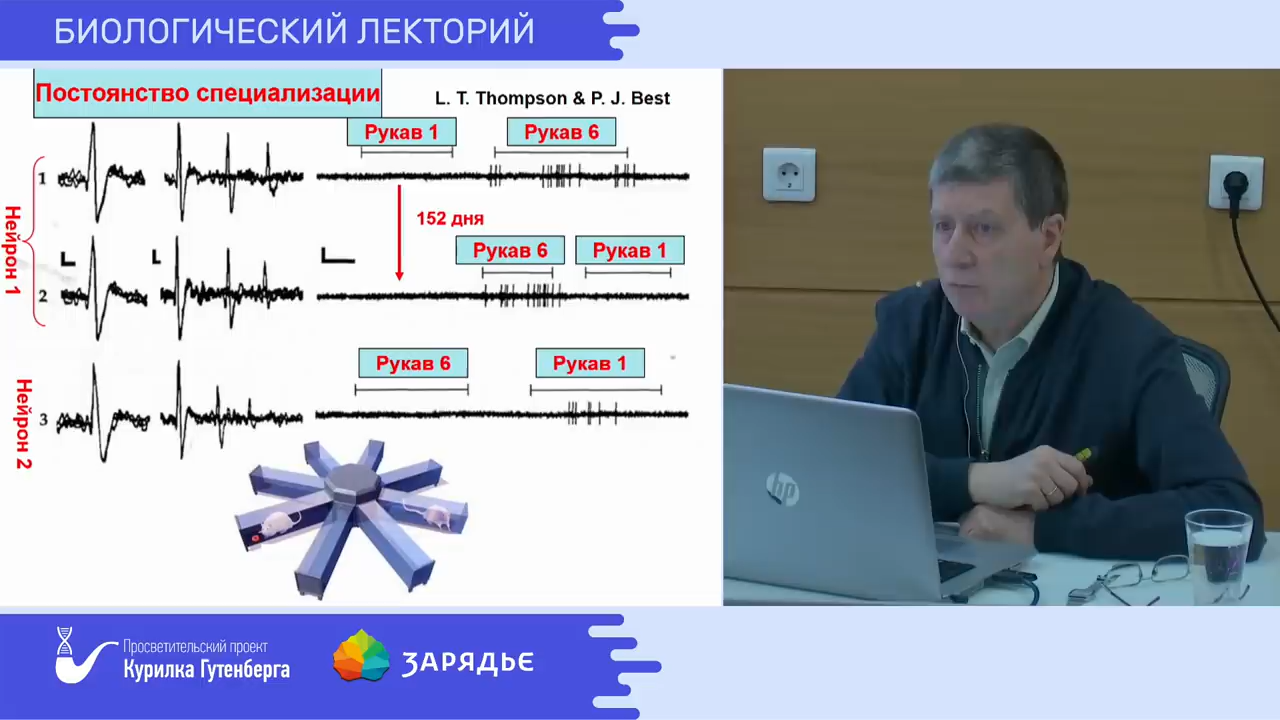 БИОЛОГИЧЕСКИЙ ЛЕКТОРИЙ
Постоянство специализации
L. T. Thompson & P. J. Best
Рукав 1
Рукав 6
1
Нейрон 1
152 дня
Рукав 6
Рукав 1
2
Рукав 6
Рукав 1
3
Нейрон 2
hp
Просветительский проект
Курилка Гутенберга
ЗАРЯДЬЕ